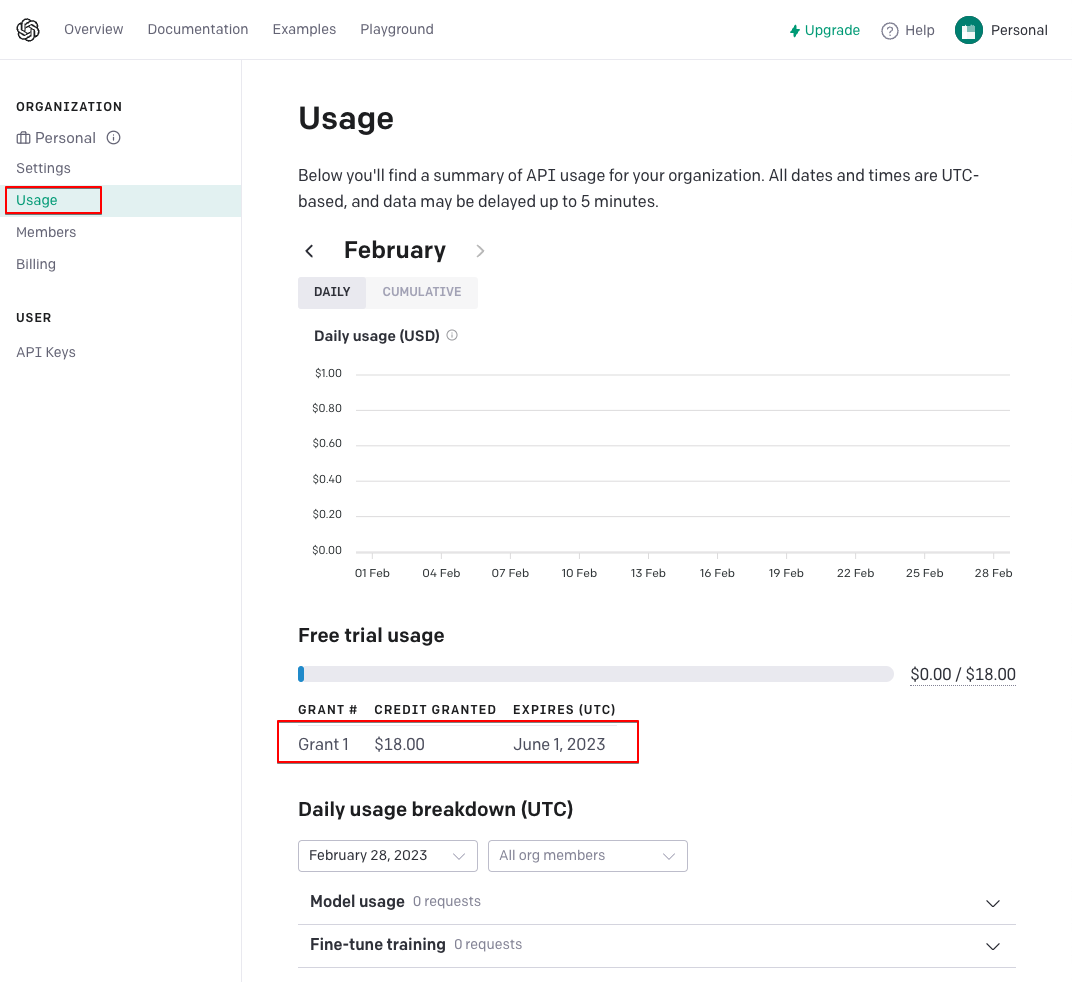 Overview Documentation Examples Playground Upgrade Help Personal
ORGANIZATION
Personal
Settings
Usage
Members
Billing
USER
API Keys
Usage
Below you'll find a summary of API usage for your organization. All dates and times are UTC-
based, and data may be delayed up to 5 minutes.
February
DAILY CUMULATIVE
Daily usage (USD)
$1.00
$0.80
$0.60
$0.40
$0.20
$0.00
01 Feb 04 Feb 07 Feb 10 Feb 13 Feb 16 Feb 19 Feb 22 Feb 25 Feb 28 Feb
Free trial usage
$0.00 / $18.00
GRANT # CREDIT GRANTED EXPIRES (UTC)
Grant 1 $18.00 June 1, 2023
Daily usage breakdown (UTC)
February 28, 2023 All org members
Model usage 0 requests
Fine-tune training 0 requests